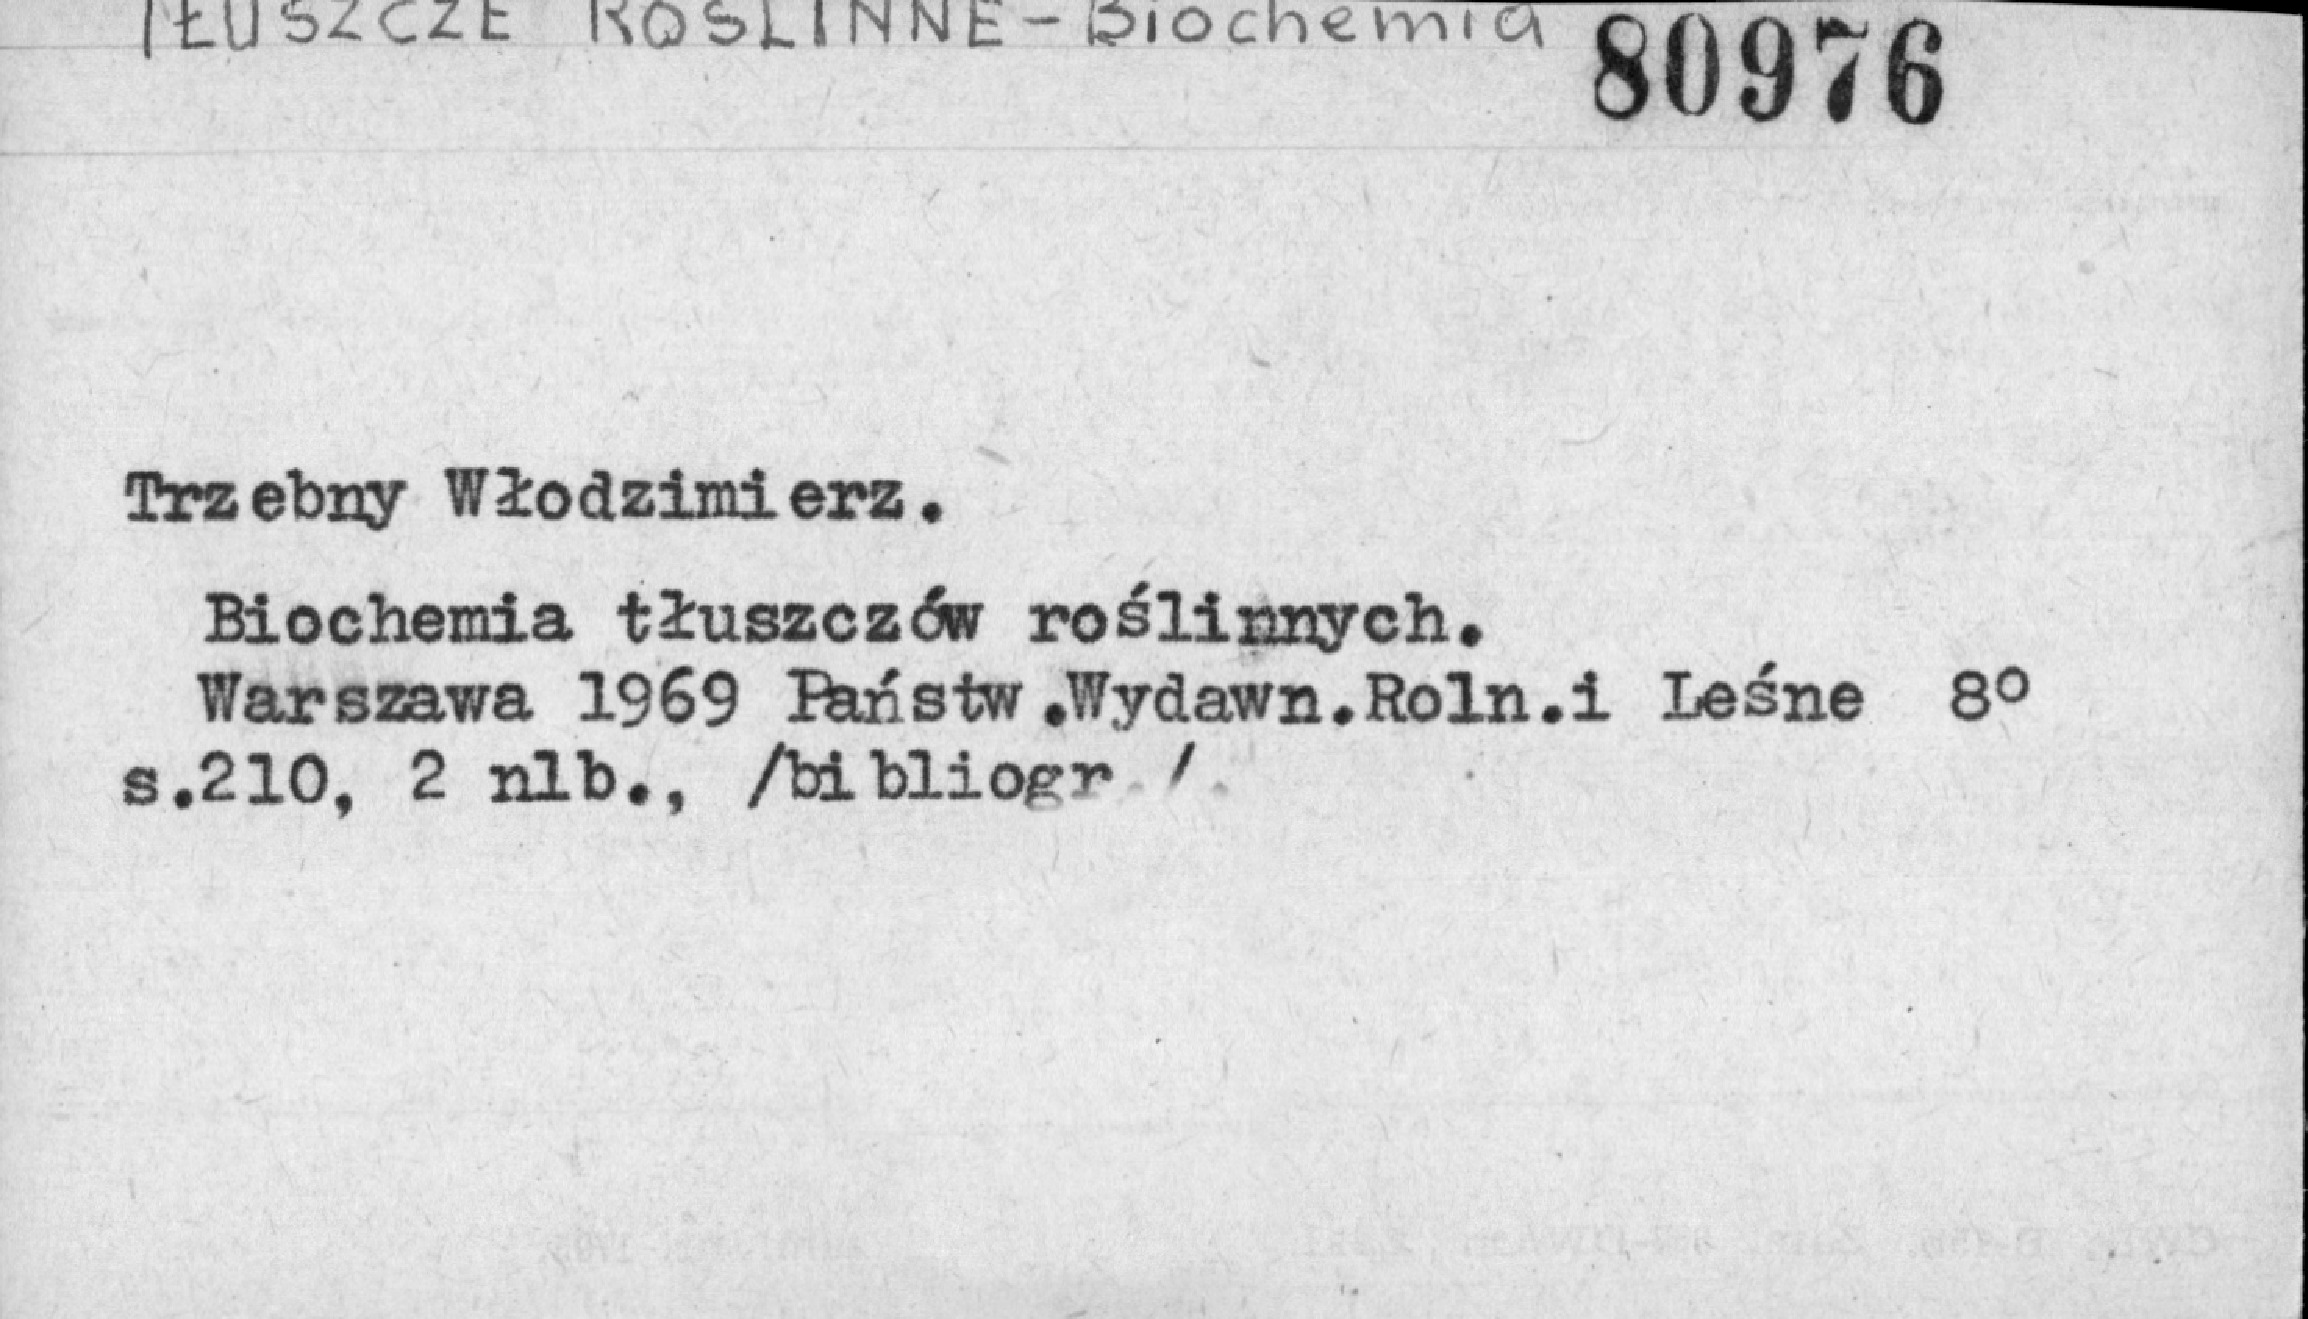 TŁUSZCZE ROŚLINNE - Biochemia 80976
Trzebny Włodzimierz.
Biochemia tłuszczów roślinnych.
Warszawa 1969 Państw.Wydawn.Roln.i Leśne 8º
s.210, 2 nlb., /bibliogr./.